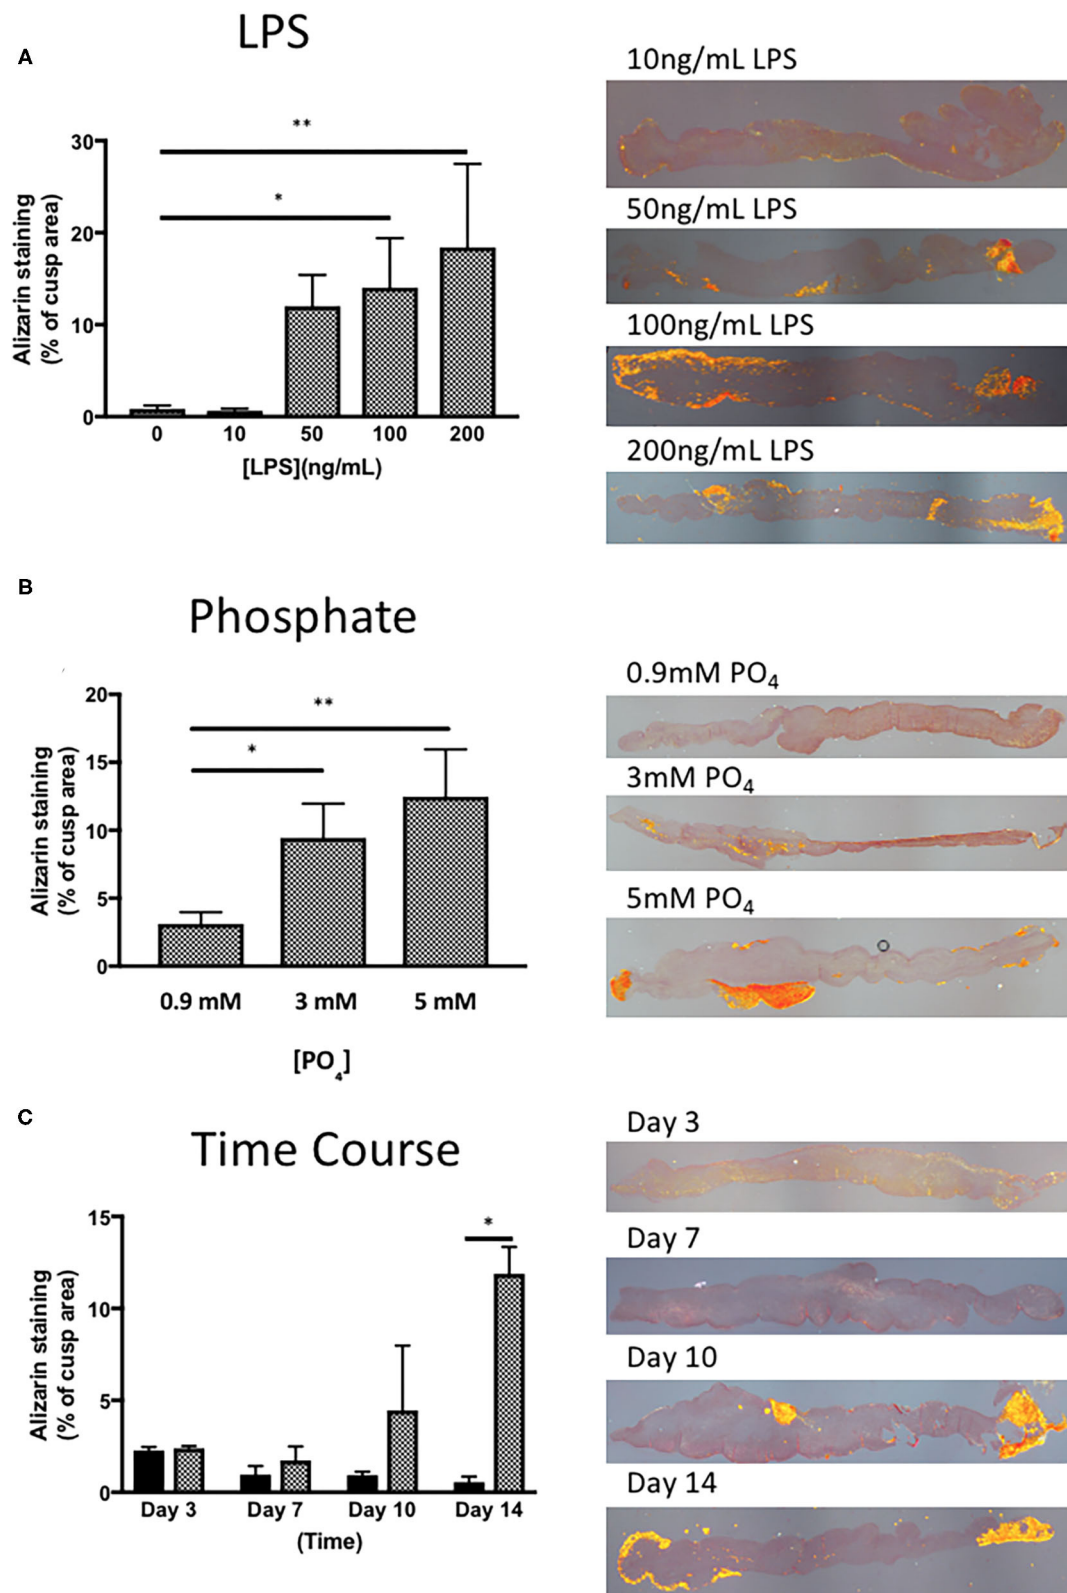 A
LPS
Alizarin staining
(% of cusp area)
30
20
10
0
**
*
0 10 50 100 200
[LPS](ng/mL)
10ng/mL LPS
50ng/mL LPS
100ng/mL LPS
200ng/mL LPS
B
Phosphate
Alizarin staining
(% of cusp area)
20
15
10
5
0
**
*
0.9 mM 3 mM 5 mM
[PO4]
0.9mM PO4
3mM PO4
5mM PO4
C
Time Course
Alizarin staining
(% of cusp area)
15
10
5
0
*
Day 3 Day 7 Day 10 Day 14
(Time)
Day 3
Day 7
Day 10
Day 14